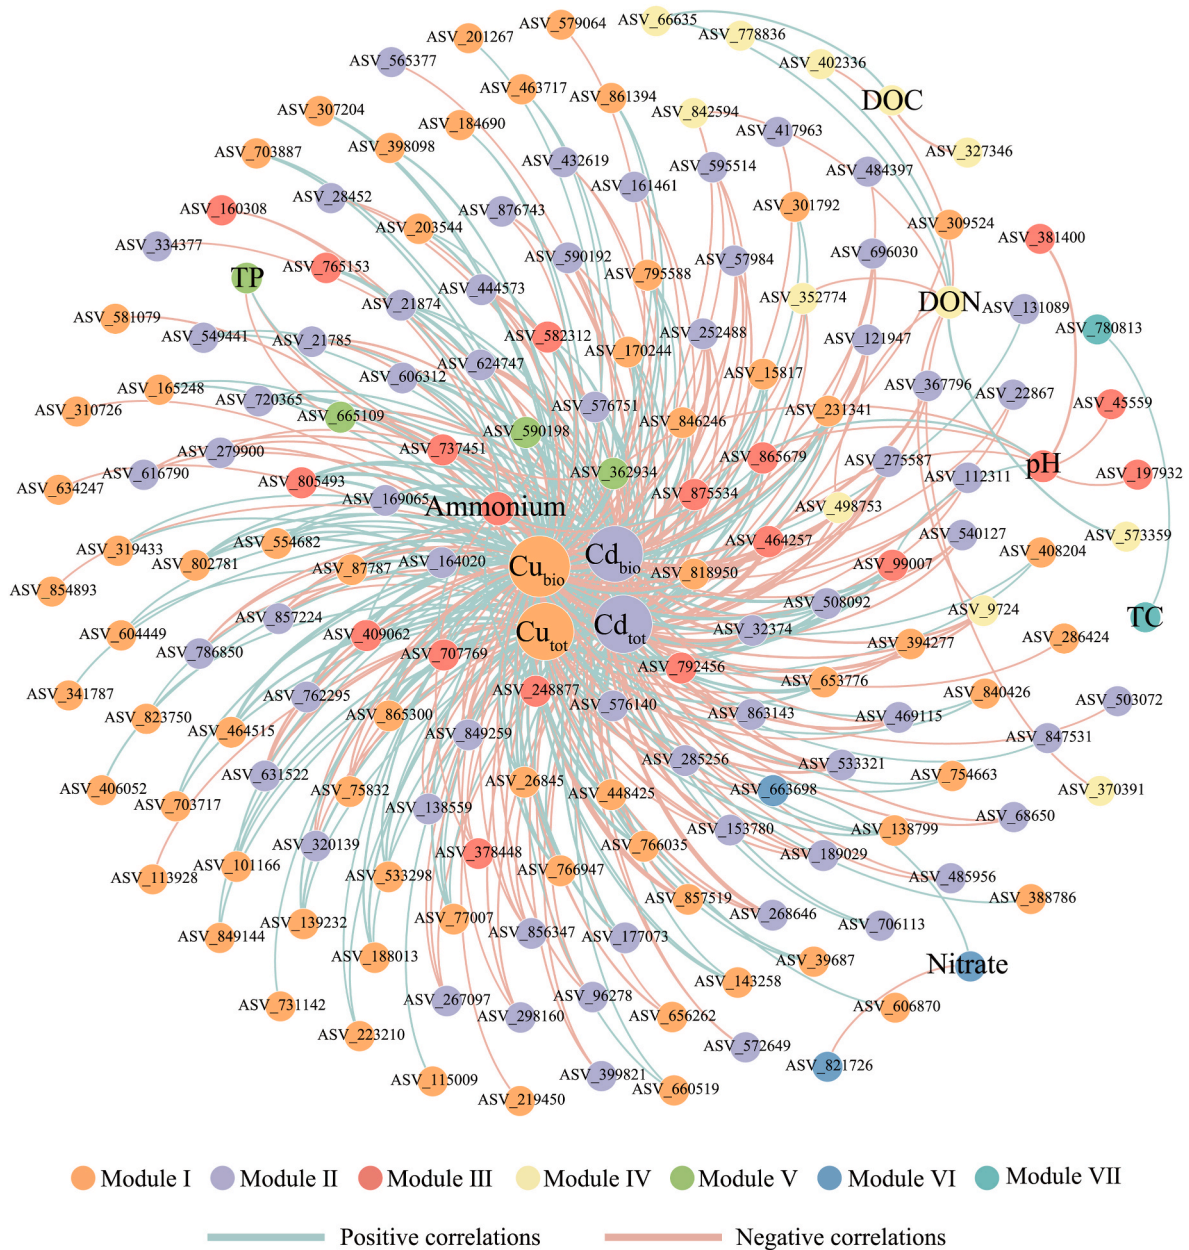 ASV_579064
ASV_66635
ASV_201267
ASV_778836
ASV_565377
ASV_402336
ASV_463717
ASV_861394
DOC
ASV_307204
ASV_184690
ASV_842594
ASV_417963
ASV_703887
ASV_398098
ASV_432619
ASV_595514
ASV_484397
ASV_327346
ASV_28452
ASV_161461
ASV_160308
ASV_876743
ASV_301792
ASV_203544
ASV_309524
ASV_381400
ASV_334377
ASV_765153
ASV_590192
ASV_795588
ASV_57984
ASV_696030
TP
ASV_444573
ASV_21874
ASV_352774
DON
ASV_131089
ASV_581079
ASV_549441
ASV_21785
ASV_582312
ASV_170244
ASV_252488
ASV_121947
ASV_780813
ASV_624747
ASV_606312
ASV_15817
ASV_367796
ASV_22867
ASV_165248
ASV_720365
ASV_665109
ASV_576751
ASV_310726
ASV_590198
ASV_846246
ASV_231341
ASV_45559
ASV_279900
ASV_737451
ASV_865679
ASV_275587
pH
ASV_616790
ASV_362934
ASV_112311
ASV_197932
ASV_634247
ASV_805493
ASV_169065
Ammonium
ASV_875534
ASV_498753
ASV_319433
ASV_554682
ASV_802781
ASV_464257
ASV_540127
ASV_573359
ASV_87787
ASV_164020
Cu bio
Cd bio
ASV_818950
ASV_99007
ASV_408204
ASV_854893
ASV_857224
ASV_508092
ASV_9724
TC
ASV_604449
ASV_409062
Cu tot
Cd tot
ASV_32374
ASV_394277
ASV_286424
ASV_786850
ASV_707769
ASV_792456
ASV_341787
ASV_762295
ASV_248877
ASV_576140
ASV_653776
ASV_840426
ASV_503072
ASV_823750
ASV_464515
ASV_865300
ASV_849259
ASV_863143
ASV_469115
ASV_847531
ASV_631522
ASV_285256
ASV_533321
ASV_406052
ASV_703717
ASV_75832
ASV_138559
ASV_26845
ASV_448425
ASV_663698
ASV_754663
ASV_370391
ASV_68650
ASV_320139
ASV_378448
ASV_766035
ASV_153780
ASV_138799
ASV_189029
ASV_113928
ASV_101166
ASV_533298
ASV_766947
ASV_485956
ASV_857519
ASV_388786
ASV_849144
ASV_139232
ASV_77007
ASV_856347
ASV_177073
ASV_268646
ASV_706113
ASV_188013
ASV_39687
Nitrate
ASV_143258
ASV_731142
ASV_267097
ASV_96278
ASV_298160
ASV_656262
ASV_606870
ASV_223210
ASV_572649
ASV_821726
ASV_115009
ASV_399821
ASV_660519
ASV_219450
Module I Module II Module III Module IV Module V Module VI Module VII
Positive correlations Negative correlations